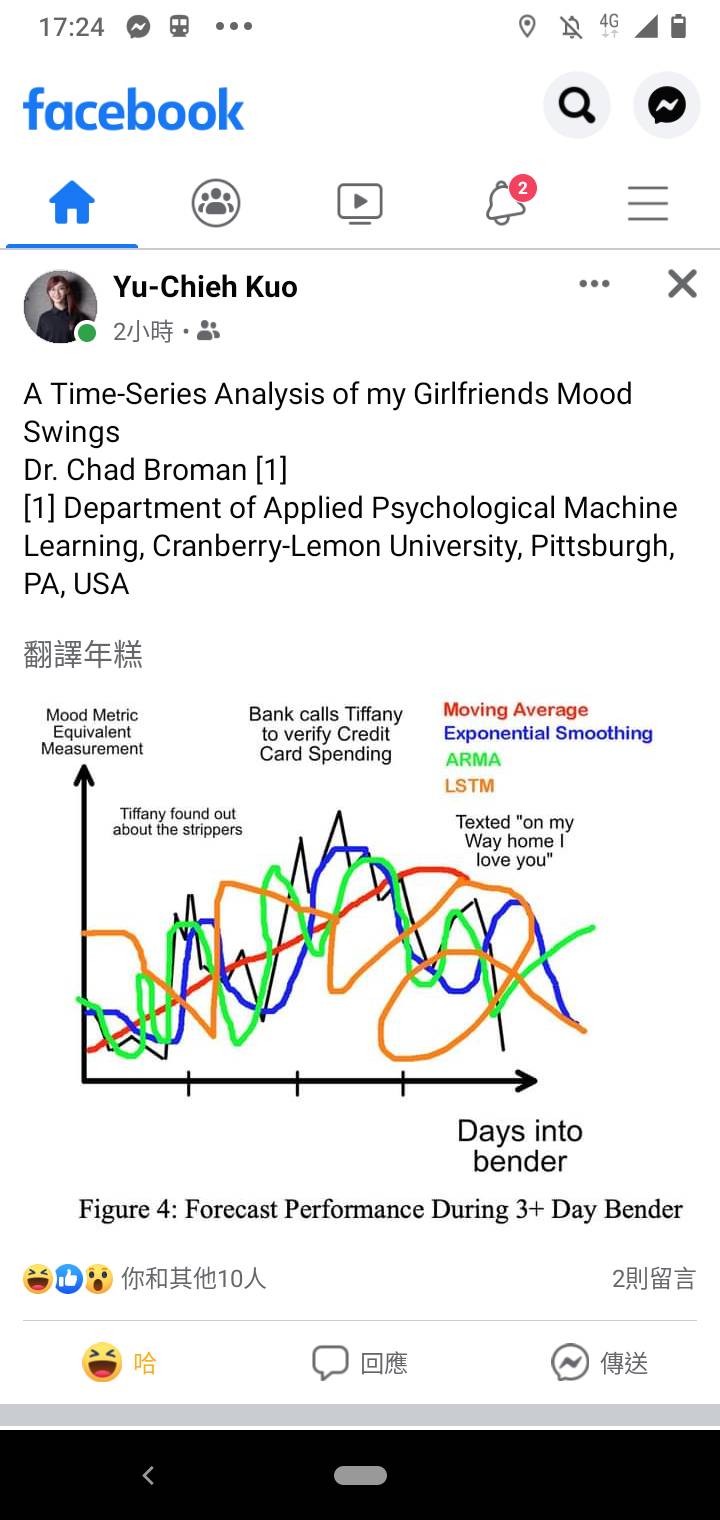 17:24
4G
facebook
2
Yu-Chieh Kuo
2小時
A Time-Series Analysis of my Girlfriends Mood
Swings
Dr. Chad Broman [1]
[1] Department of Applied Psychological Machine
Learning, Cranberry-Lemon University, Pittsburgh,
PA, USA
翻譯年糕
Mood Metric
Equivalent
Measurement
Bank calls Tiffany
to verify Credit
Card Spending
Moving Average
Exponential Smoothing
ARMA
LSTM
Tiffany found out
about the strippers
Texted "on my
Way home I
love you"
Days into
bender
Figure 4: Forecast Performance During 3+ Day Bender
你和其他10人
2則留言
哈
回應
傳送